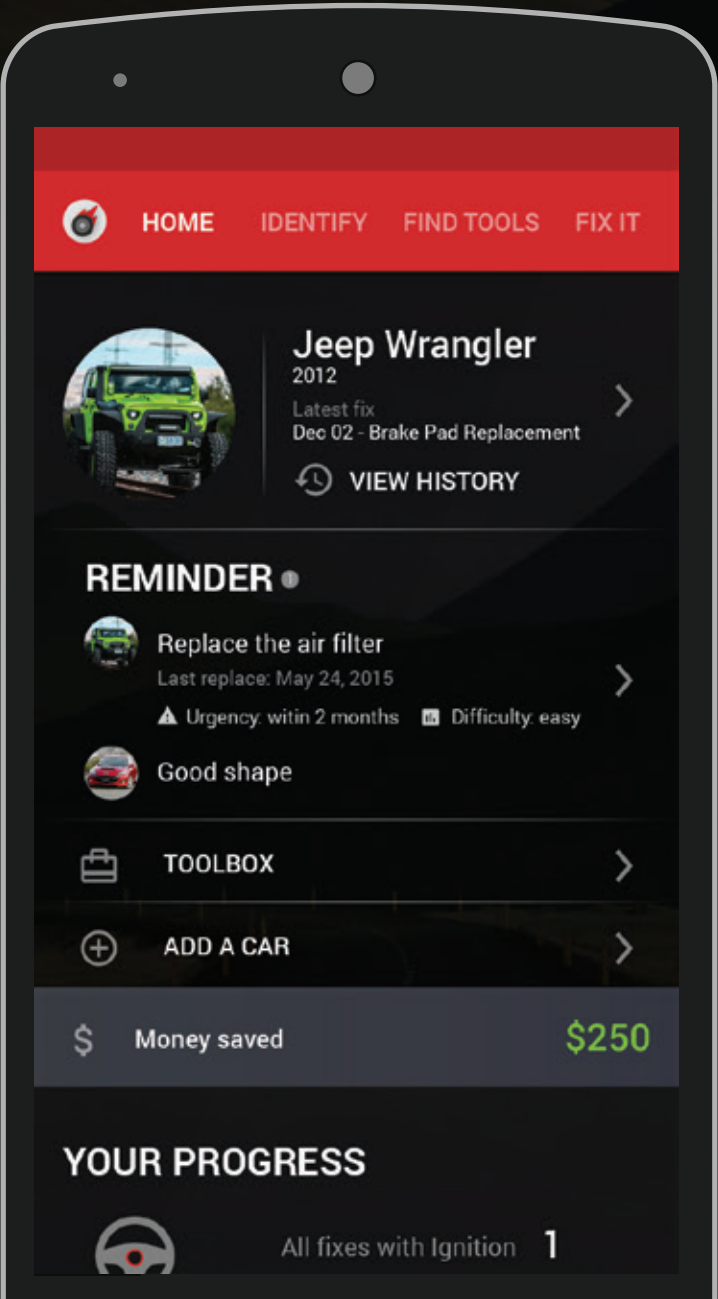 HOME IDENTIFY FIND TOOLS FIX IT
Jeep Wrangler
2012
Latest fix
Dec 02 - Brake Pad Replacement
VIEW HISTORY
REMINDER
Replace the air filter
Last replace: May 24, 2015
Urgency: witin 2 months Difficulty: easy
Good shape
TOOLBOX
ADD A CAR
$ Money saved $250
YOUR PROGRESS
All fixes with Ignition 1